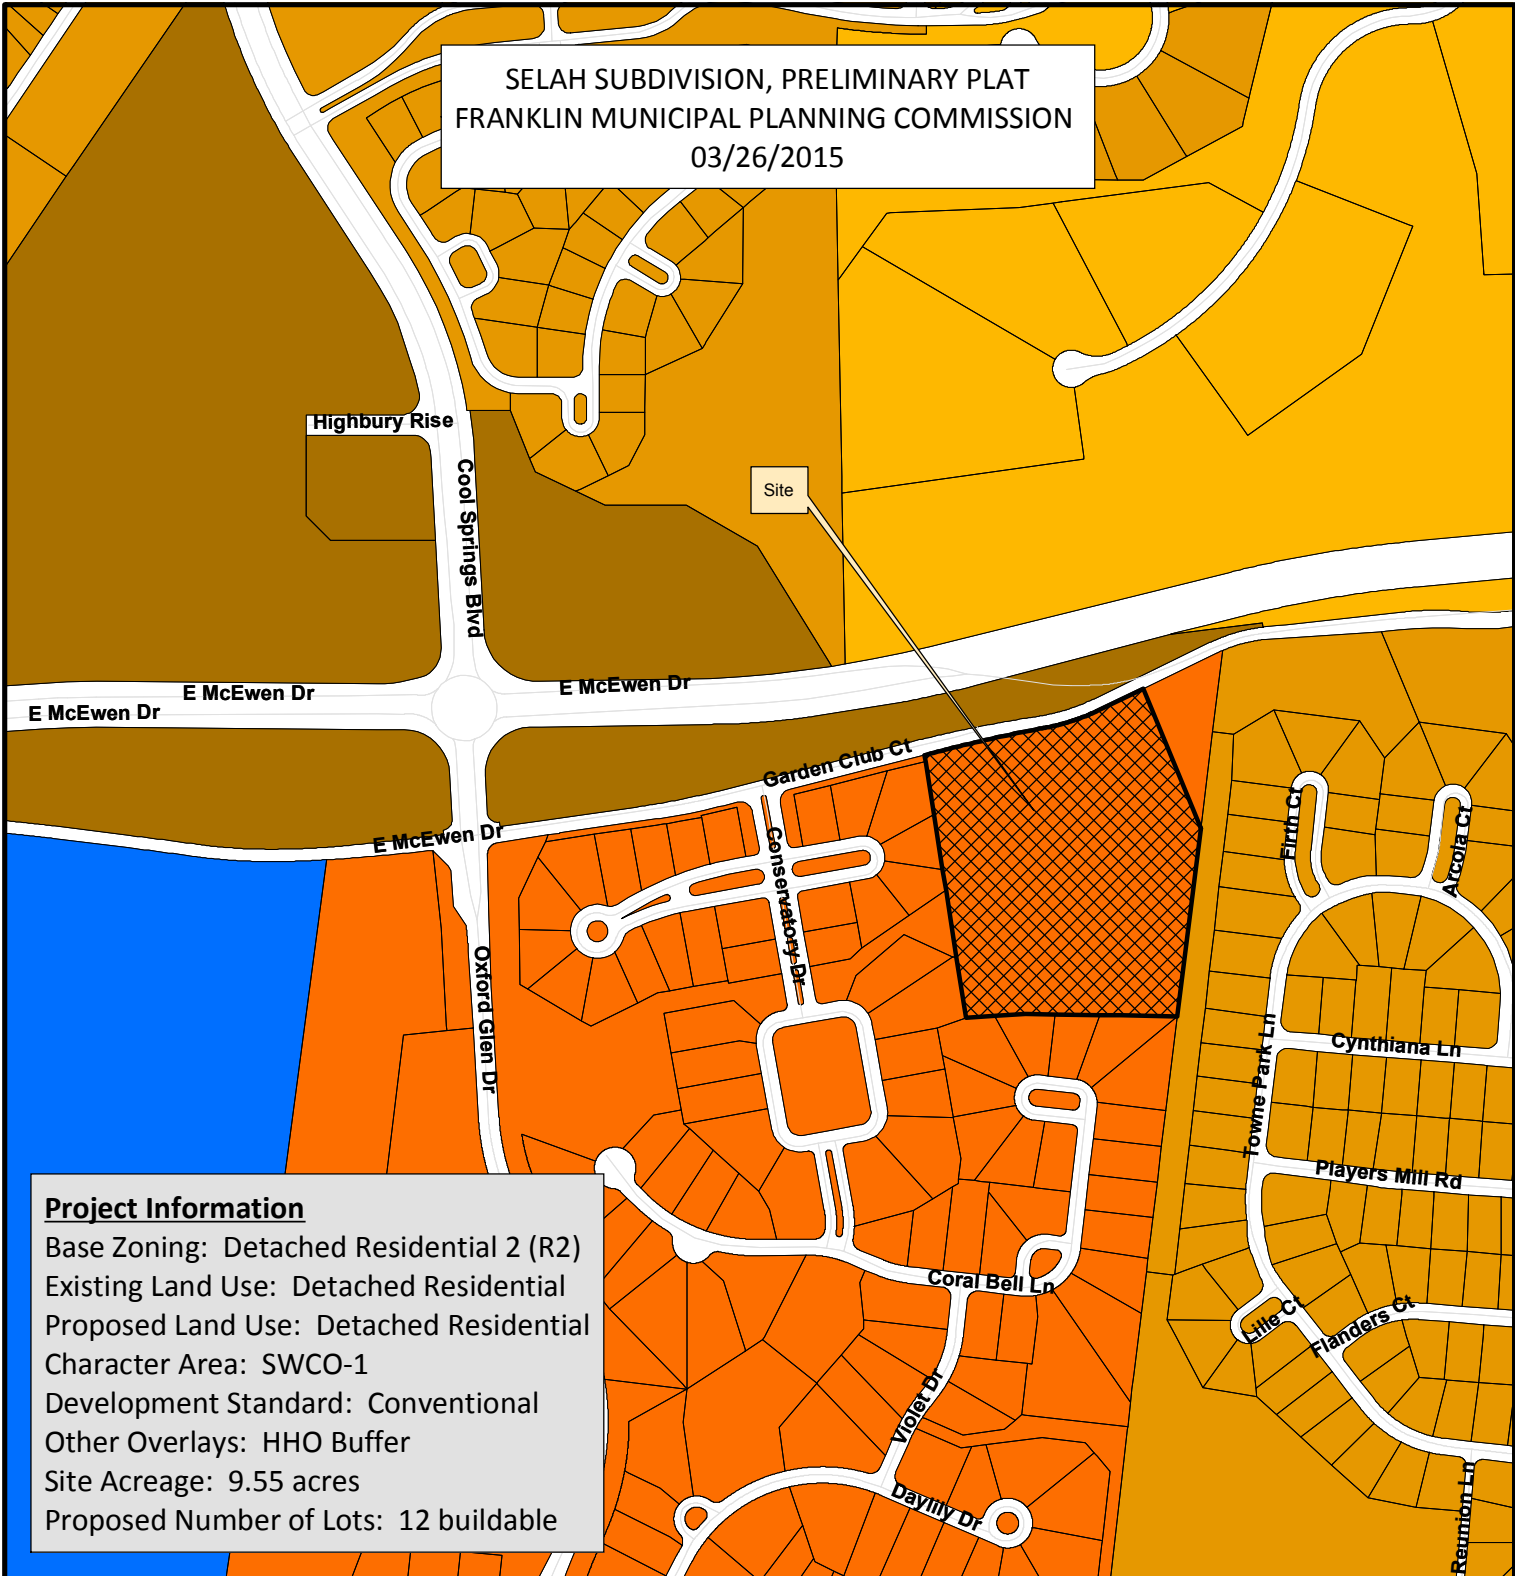 SELAH SUBDIVISION, PRELIMINARY PLAT
FRANKLIN MUNICIPAL PLANNING COMMISSION
03/26/2015
Highbury Rise
Cool Springs Blvd
Site
E McEwen Dr
E McEwen Dr
E McEwen Dr
Garden Club Ct
E McEwen Dr
Conservatory Dr
Firth Ct
Arcola Ct
Oxford Glen Dr
Towne Park Ln
Cynthiana Ln
Players Mill Rd
Coral Bell Ln
Lille Ct
Flanders Ct
Violet Dr
Daylily Dr
Reunion Ln
Project Information
Base Zoning: Detached Residential 2 (R2)
Existing Land Use: Detached Residential
Proposed Land Use: Detached Residential
Character Area: SWCO-1
Development Standard: Conventional
Other Overlays: HHO Buffer
Site Acreage: 9.55 acres
Proposed Number of Lots: 12 buildable